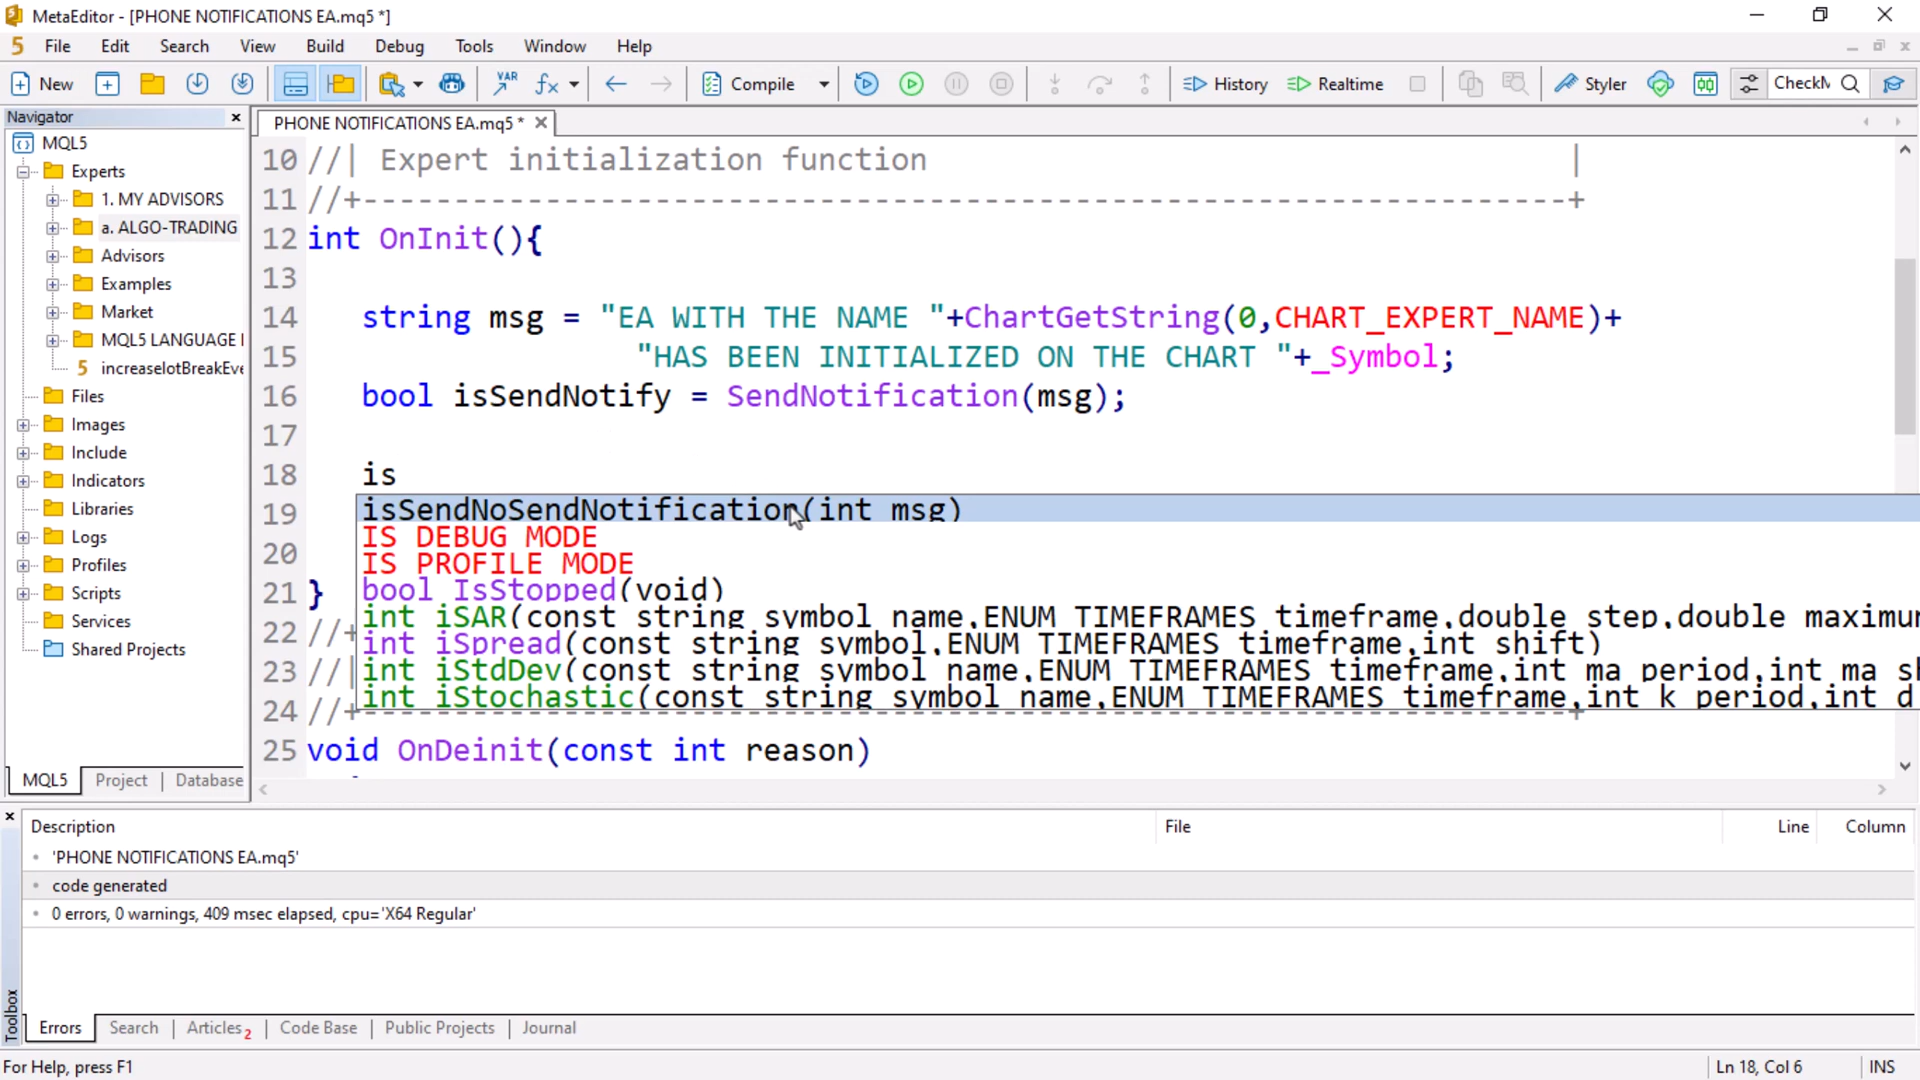 MetaEditor - [PHONE NOTIFICATIONS EA.mq5 *]
5 File Edit Search View Build Debug Tools Window Help
New VAR Compile History Realtime Styler CheckM
Navigator
PHONE NOTIFICATIONS EA.mq5 *
MQL5
Experts
1. MY ADVISORS
a. ALGO-TRADING
Advisors
Examples
Market
MQL5 LANGUAGE
5 increaselotBreakEve
Files
Images
Include
Indicators
Libraries
Logs
Profiles
Scripts
Services
Shared Projects
MQL5 Project Database
10 //| Expert initialization function |
11 //+------------------------------------------------------------------+
12 int OnInit(){
13
14 string msg = "EA WITH THE NAME "+ChartGetString(0,CHART_EXPERT_NAME)+
15 "HAS BEEN INITIALIZED ON THE CHART "+_Symbol;
16 bool isSendNotify = SendNotification(msg);
17
18 is
19 isSendNoSendNotification(int msg)
IS DEBUG MODE
20 IS PROFILE MODE
21 } bool IsStopped(void)
int iSAR(const string symbol name,ENUM TIMEFRAMES timeframe,double step,double maximu
22 //+ int iSpread(const string symbol,ENUM TIMEFRAMES timeframe,int shift)
23 //| int iStdDev(const string symbol name,ENUM TIMEFRAMES timeframe,int ma period,int ma s
int iStochastic(const string symbol name,ENUM TIMEFRAMES timeframe,int k period,int d
24 //+------------------------------------------------------------------+
25 void OnDeinit(const int reason)
Description File Line Column
'PHONE NOTIFICATIONS EA.mq5'
code generated
0 errors, 0 warnings, 409 msec elapsed, cpu='X64 Regular'
Toolbox
Errors Search Articles 2 Code Base Public Projects Journal
For Help, press F1 Ln 18, Col 6 INS